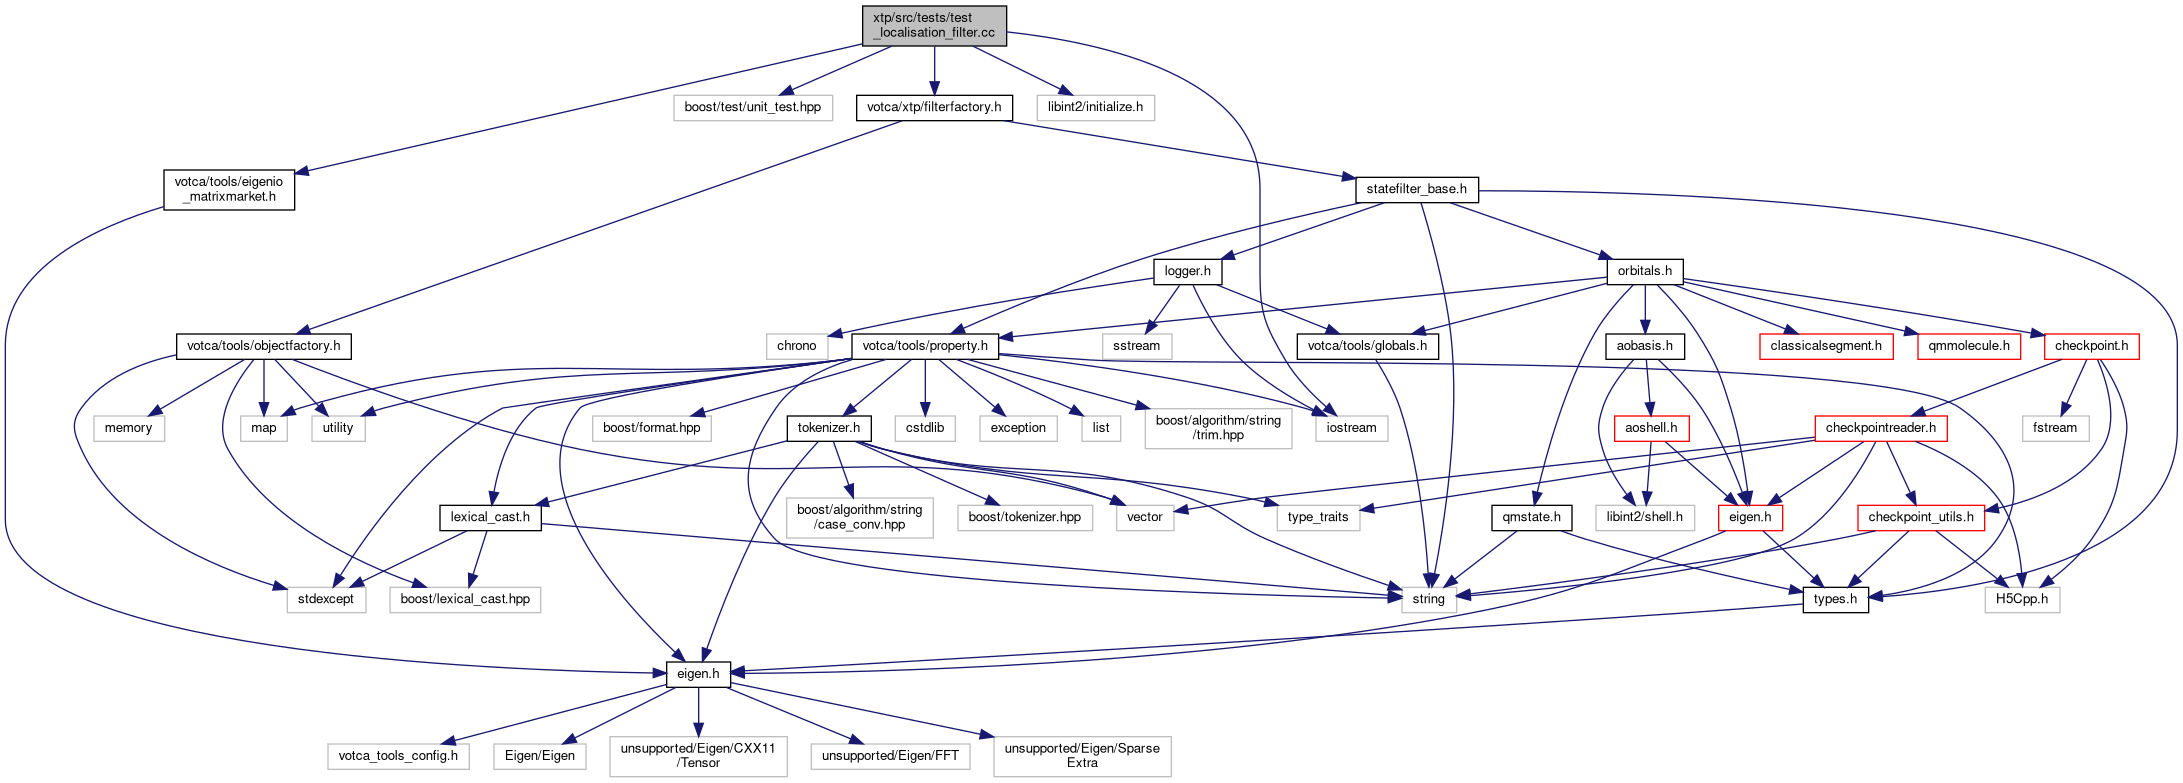 xtp/src/tests/test
_localisation_filter.cc
boost/test/unit_test.hpp
votca/xtp/filterfactory.h
libint2/initialize.h
votca/tools/eigenio
_matrixmarket.h
statefilter_base.h
logger.h
orbitals.h
votca/tools/objectfactory.h
chrono
votca/tools/property.h
sstream
votca/tools/globals.h
aobasis.h
classicalsegment.h
qmmolecule.h
checkpoint.h
memory
map
utility
boost/format.hpp
tokenizer.h
cstdlib
exception
list
boost/algorithm/string
/trim.hpp
iostream
aoshell.h
checkpointreader.h
fstream
lexical_cast.h
boost/algorithm/string
/case_conv.hpp
boost/tokenizer.hpp
vector
type_traits
qmstate.h
libint2/shell.h
eigen.h
checkpoint_utils.h
stdexcept
boost/lexical_cast.hpp
string
types.h
H5Cpp.h
eigen.h
votca_tools_config.h
Eigen/Eigen
unsupported/Eigen/CXX11
/Tensor
unsupported/Eigen/FFT
unsupported/Eigen/Sparse
Extra